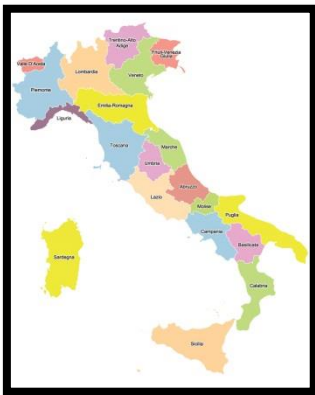 Trentino-Alto
Adige
Friuli-Venezia
Giulia
Valle D'Aosta
Lombardia
Veneto
Piemonte
Emilia-Romagna
Liguria
Toscana
Marche
Umbria
Abruzzo
Lazio
Molise
Puglia
Campania
Basilicata
Sardegna
Calabria
Sicilia